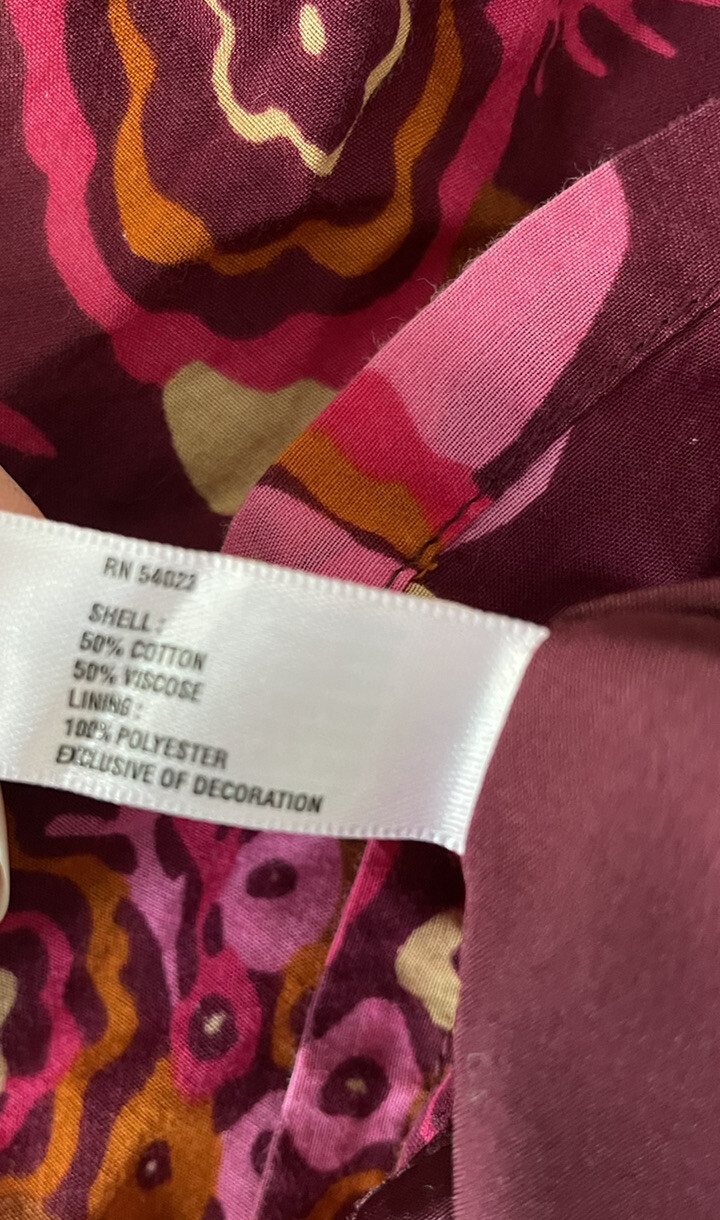 RN 54023
SHELL:
50% COTTON
50% VISCOSE
LINING:
100% POLYESTER
EXCLUSIVE OF DECORATION